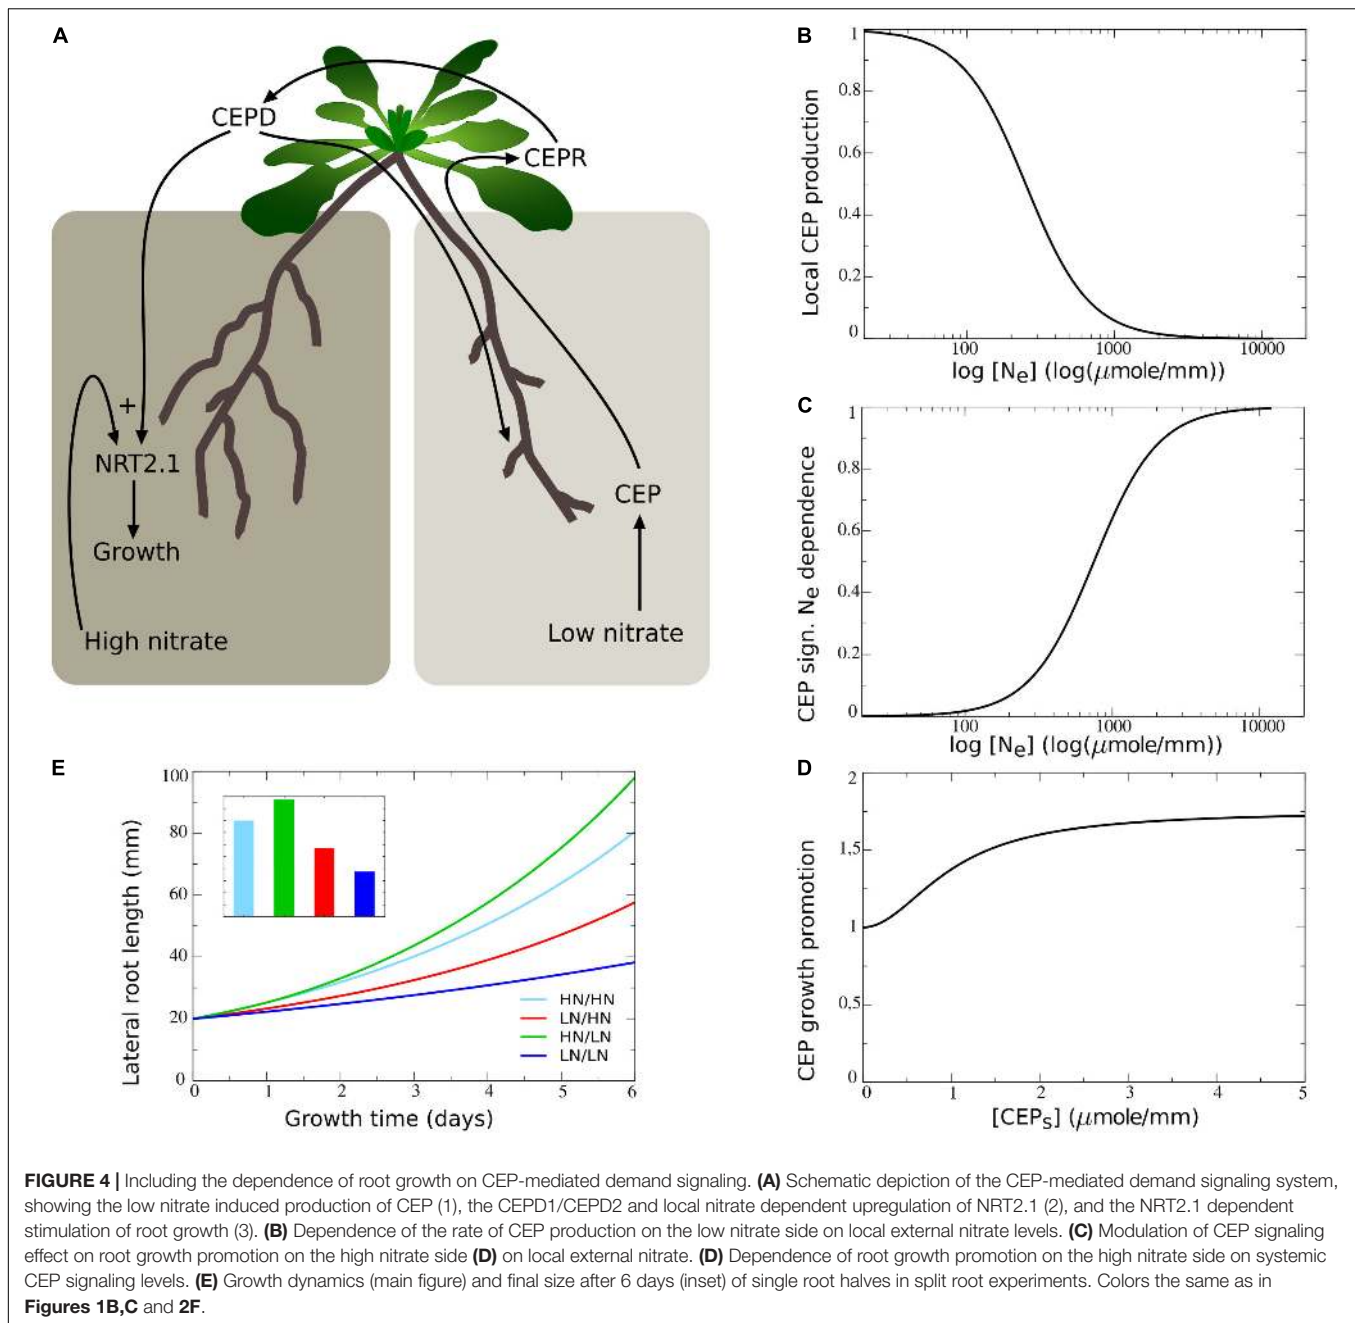 A
CEPD
CEPR
+
NRT2.1
Growth
High nitrate
CEP
Low nitrate
B
Local CEP production
1
0.8
0.6
0.4
0.2
0
100
1000
10000
log [Ne] (log(μmole/mm))
C
CEP sign. Ne dependence
1
0.8
0.6
0.4
0.2
0
100
1000
10000
log [Ne] (log(μmole/mm))
E
Lateral root length (mm)
100
80
60
40
20
0
0
1
2
3
4
5
6
Growth time (days)
HN/HN
LN/HN
HN/LN
LN/LN
D
CEP growth promotion
2
1.5
1
0.5
0
0
1
2
3
4
5
[CEPs] (μmole/mm)
FIGURE 4 | Including the dependence of root growth on CEP-mediated demand signaling. (A) Schematic depiction of the CEP-mediated demand signaling system,
showing the low nitrate induced production of CEP (1), the CEPD1/CEPD2 and local nitrate dependent upregulation of NRT2.1 (2), and the NRT2.1 dependent
stimulation of root growth (3). (B) Dependence of the rate of CEP production on the low nitrate side on local external nitrate levels. (C) Modulation of CEP signaling
effect on root growth promotion on the high nitrate side (D) on local external nitrate. (D) Dependence of root growth promotion on the high nitrate side on systemic
CEP signaling levels. (E) Growth dynamics (main figure) and final size after 6 days (inset) of single root halves in split root experiments. Colors the same as in
Figures 1B,C and 2F.